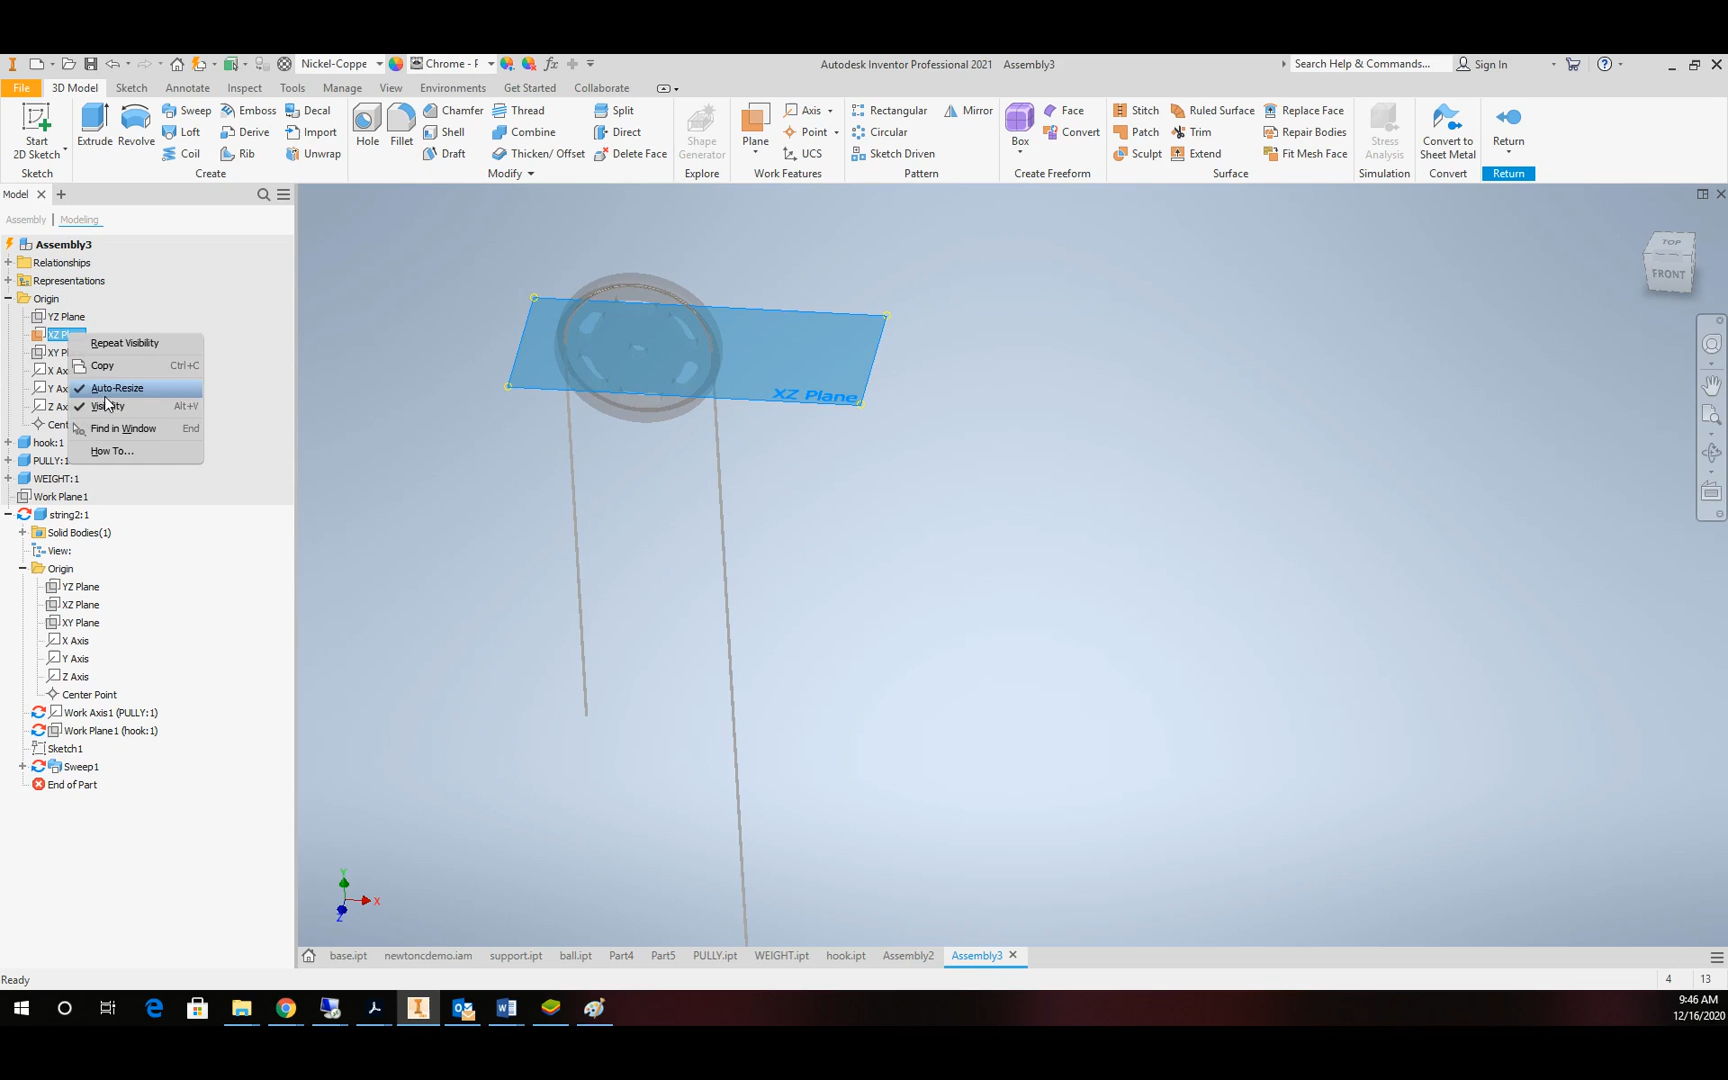 Nickel-Coppe
Chrome - F
Autodesk Inventor Professional 2021 Assembly3
Search Help & Commands...
Sign In
File 3D Model Sketch Annotate Inspect Tools Manage View Environments Get Started Collaborate
Start
2D Sketch
Sketch
Extrude
Revolve
Sweep
Loft
Coil
Emboss
Derive
Rib
Decal
Import
Unwrap
Create
Hole
Fillet
Chamfer
Shell
Draft
Thread
Combine
Thicken/ Offset
Split
Direct
Delete Face
Modify
Shape
Generator
Explore
Plane
Axis
Point
UCS
Work Features
Rectangular
Circular
Sketch Driven
Mirror
Pattern
Box
Face
Convert
Create Freeform
Stitch
Patch
Sculpt
Ruled Surface
Trim
Extend
Replace Face
Repair Bodies
Fit Mesh Face
Surface
Stress
Analysis
Simulation
Convert to
Sheet Metal
Convert
Return
Return
Model
Assembly | Modeling
Assembly3
Relationships
Representations
Origin
YZ Plane
XZ Pl
XY P
X Ax
Y Ax
Z Ax
Cent
hook:1
PULLY:1
WEIGHT:1
Work Plane1
string2:1
Solid Bodies(1)
View:
Origin
YZ Plane
XZ Plane
XY Plane
X Axis
Y Axis
Z Axis
Center Point
Work Axis1 (PULLY:1)
Work Plane1 (hook:1)
Sketch1
Sweep1
End of Part
Repeat Visibility
Copy Ctrl+C
Auto-Resize
Visibility Alt+V
Find in Window End
How To...
XZ Plane
TOP
FRONT
Y
X
Z
base.ipt newtoncdemo.iam support.ipt ball.ipt Part4 Part5 PULLY.ipt WEIGHT.ipt hook.ipt Assembly2 Assembly3
Ready
4 13
9:46 AM
12/16/2020